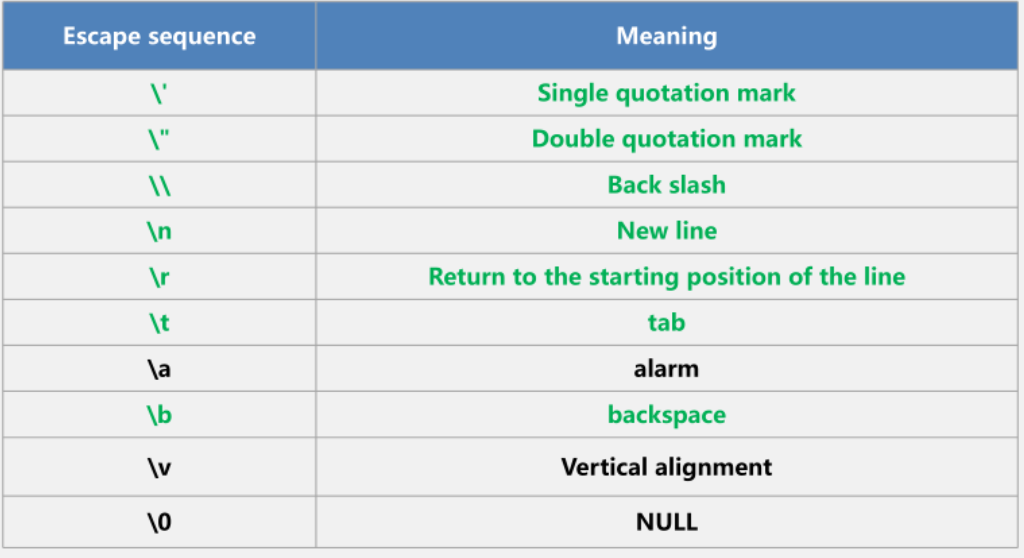 Escape sequence Meaning
\' Single quotation mark
\" Double quotation mark
\\ Back slash
\n New line
\r Return to the starting position of the line
\t tab
\a alarm
\b backspace
\v Vertical alignment
\0 NULL